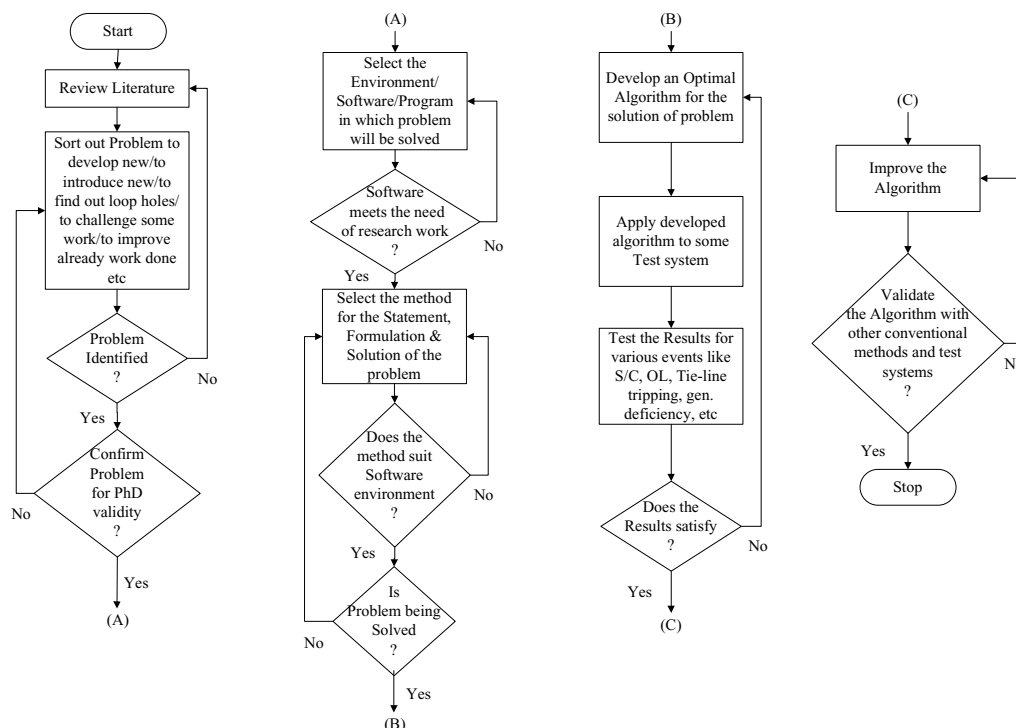 Start
Review Literature
Sort out Problem to
develop new/to
introduce new/to
find out loop holes/
to challenge some
work/to improve
already work done
etc
Problem
Identified
?
No
Yes
Confirm
Problem
for PhD
validity
?
No
Yes
(A)
(A)
Select the
Environment/
Software/Program
in which problem
will be solved
Software
meets the need
of research work
?
No
Yes
Select the method
for the Statement,
Formulation &
Solution of the
problem
Does the
method suit
Software
environment?
No
Yes
Is
Problem being
Solved
?
No
Yes
(B)
(B)
Develop an Optimal
Algorithm for the
solution of problem
Apply developed
algorithm to some
Test system
Test the Results for
various events like
S/C, OL, Tie-line
tripping, gen.
deficiency, etc
Does the
Results satisfy
?
No
Yes
(C)
(C)
Improve the
Algorithm
Validate
the Algorithm with
other conventional
methods and test
systems
?
Yes
Stop